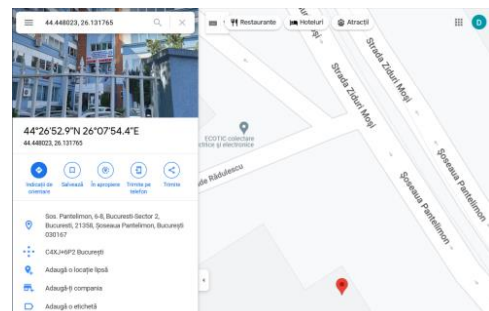 44.448023, 26.131765
Restaurante
Hoteluri
Atracții
D
44°26'52.9"N 26°07'54.4"E
44.448023, 26.131765
Indicații de orientare
Salvează
În apropiere
Trimite pe telefon
Trimite
Sos. Pantelimon, 6-8, Bucuresti-Sector 2,
Bucuresti, 21358, Șoseaua Pantelimon, București
030167
C4XJ+6P2 București
Adaugă o locație lipsă
Adaugă-ți compania
Adaugă o etichetă
ECOTIC-colectare
ctrice și electronice
de Rădulescu
Strada Ziduri Moși
Strada Ziduri Moși
Șoseaua Pantelimon
Șoseaua Pantelimon